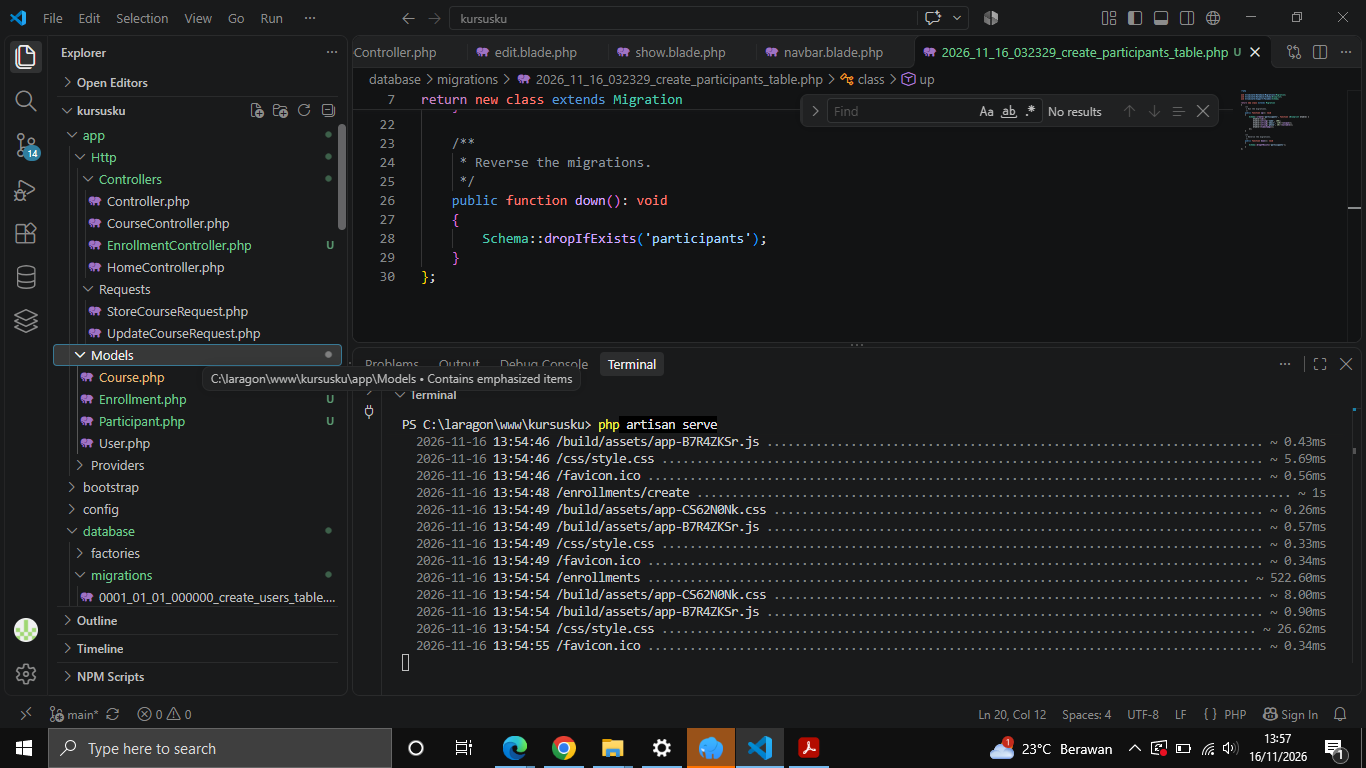 File Edit Selection View Go Run ··· kursusku
Explorer ···
Open Editors
kursusku
app
Http
Controllers
Controller.php
CourseController.php
EnrollmentController.php U
HomeController.php
Requests
StoreCourseRequest.php
UpdateCourseRequest.php
Models
Course.php
Enrollment.php U
Participant.php U
User.php
Providers
bootstrap
config
database
factories
migrations
0001_01_01_000000_create_users_table....
Outline
Timeline
NPM Scripts
14
C:\laragon\www\kursusku\app\Models • Contains emphasized items
Controller.php edit.blade.php show.blade.php navbar.blade.php 2026_11_16_032329_create_participants_table.php U
database > migrations > 2026_11_16_032329_create_participants_table.php > class > up
Find Aa ab .* No results
7 return new class extends Migration
22
23 /**
24 * Reverse the migrations.
25 */
26 public function down(): void
27 {
28 Schema::dropIfExists('participants');
29 }
30 };
Problems Output Debug Console Terminal
Terminal
PS C:\laragon\www\kursusku> php artisan serve
2026-11-16 13:54:46 /build/assets/app-B7R4ZKSr.js ~ 0.43ms
2026-11-16 13:54:46 /css/style.css ~ 5.69ms
2026-11-16 13:54:46 /favicon.ico ~ 0.56ms
2026-11-16 13:54:48 /enrollments/create ~ 1s
2026-11-16 13:54:49 /build/assets/app-CS62N0Nk.css ~ 0.26ms
2026-11-16 13:54:49 /build/assets/app-B7R4ZKSr.js ~ 0.57ms
2026-11-16 13:54:49 /css/style.css ~ 0.33ms
2026-11-16 13:54:49 /favicon.ico ~ 0.34ms
2026-11-16 13:54:54 /enrollments ~ 522.60ms
2026-11-16 13:54:54 /build/assets/app-CS62N0Nk.css ~ 8.00ms
2026-11-16 13:54:54 /build/assets/app-B7R4ZKSr.js ~ 0.90ms
2026-11-16 13:54:54 /css/style.css ~ 26.62ms
2026-11-16 13:54:55 /favicon.ico ~ 0.34ms
main* 0 0 Ln 20, Col 12 Spaces: 4 UTF-8 LF { } PHP Sign In
Type here to search 1 23°C Berawan 13:57
16/11/2026 1